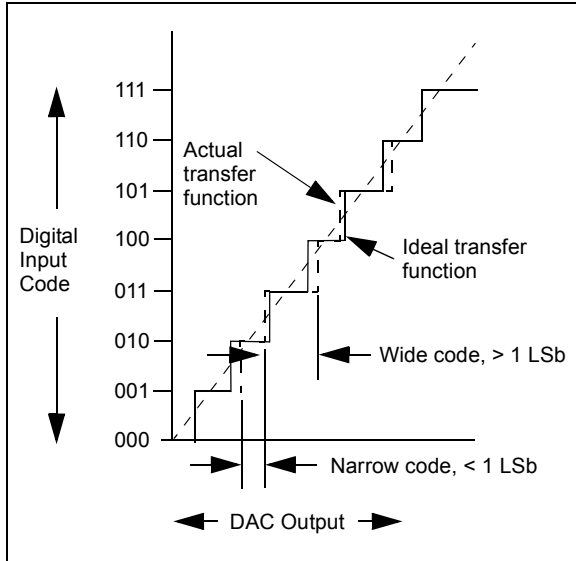 111
110
Actual
transfer
function
101
100
Digital
Input
Code
Ideal transfer
function
011
010
Wide code, > 1 LSb
001
000
Narrow code, < 1 LSb
DAC Output